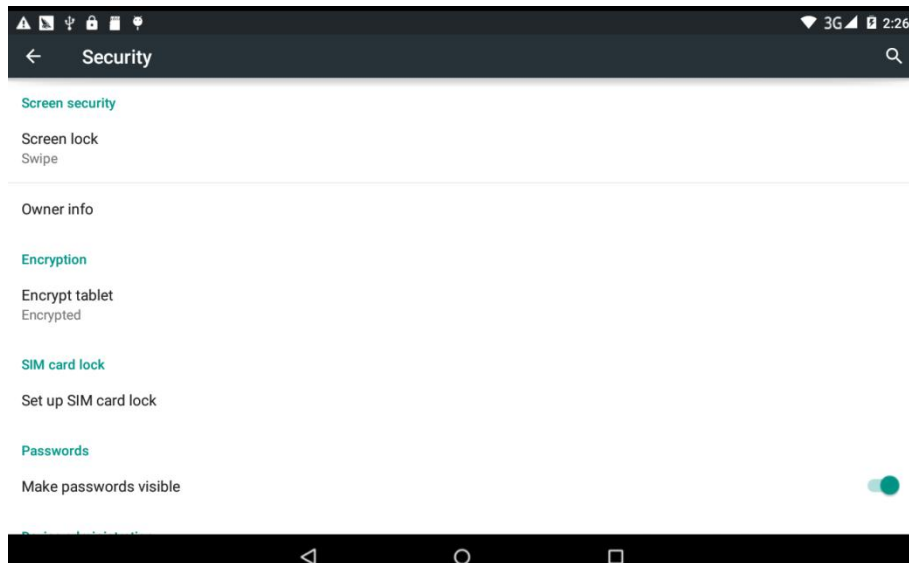 3G 2:26
Security
Screen security
Screen lock
Swipe
Owner info
Encryption
Encrypt tablet
Encrypted
SIM card lock
Set up SIM card lock
Passwords
Make passwords visible